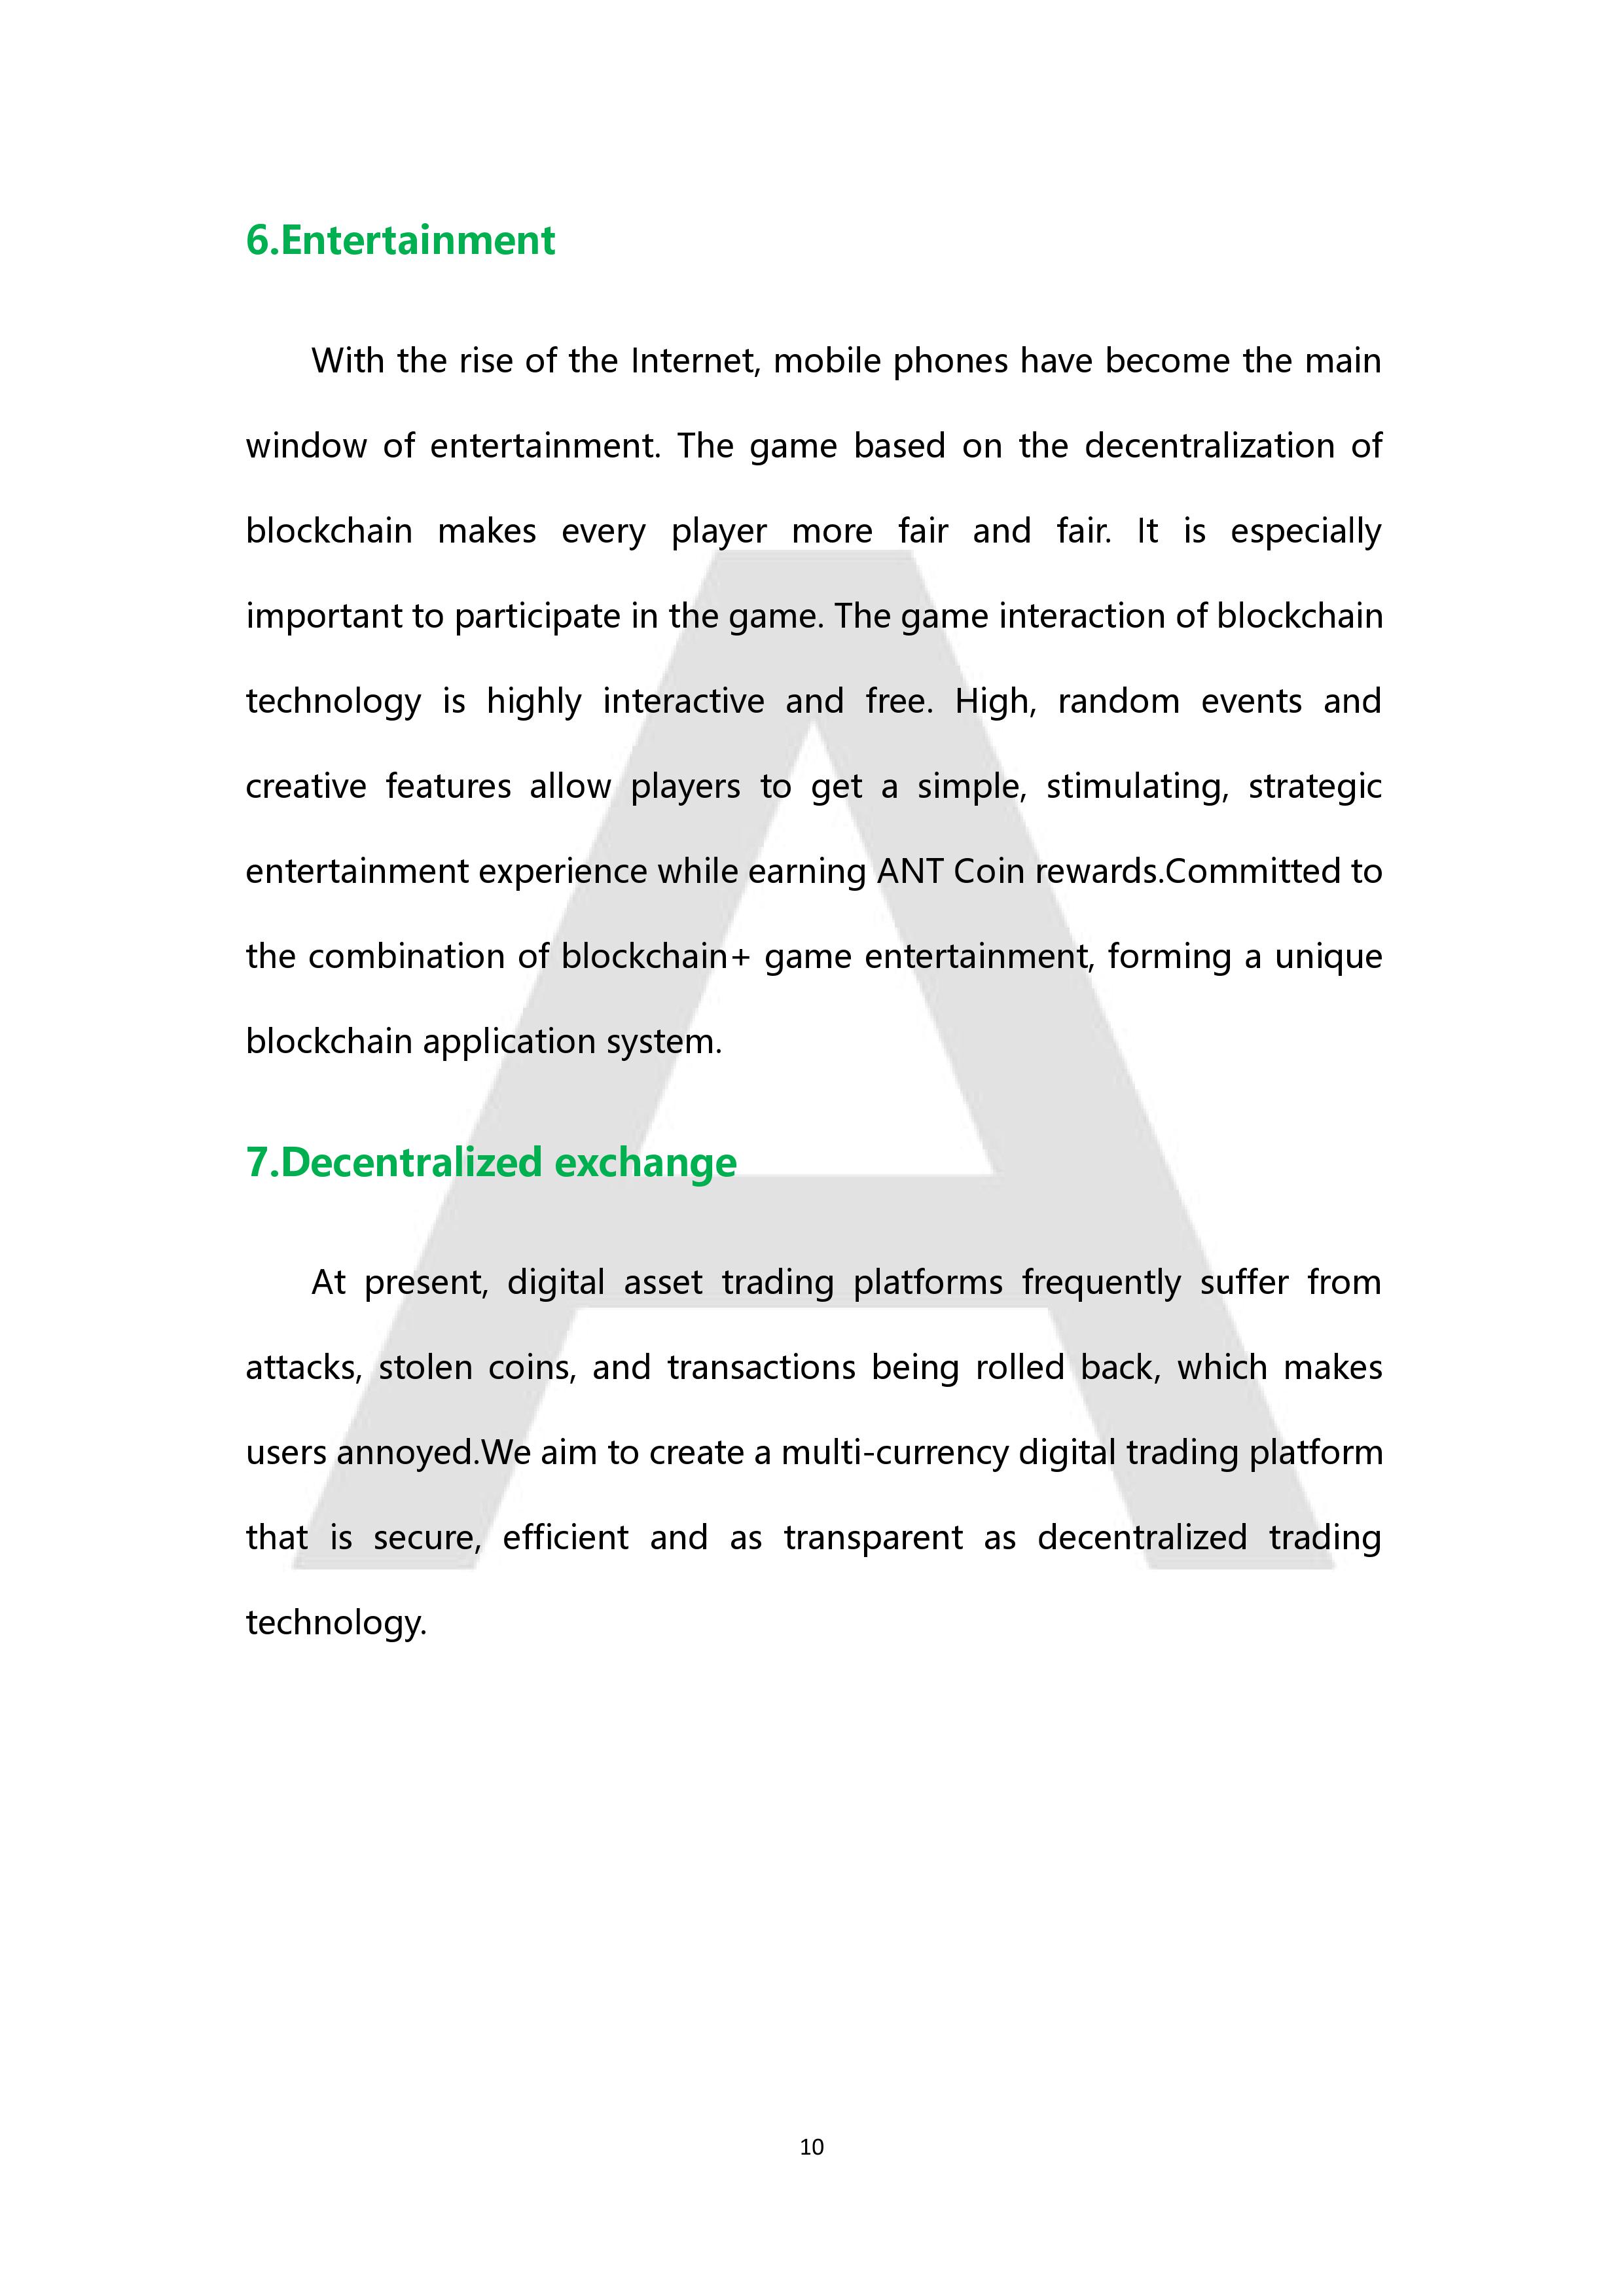 6.Entertainment
With the rise of the Internet, mobile phones have become the main
window of entertainment. The game based on the decentralization of
blockchain makes every player more fair and fair. It is especially
important to participate in the game. The game interaction of blockchain
technology is highly interactive and free. High, random events and
creative features allow players to get a simple, stimulating, strategic
entertainment experience while earning ANT Coin rewards.Committed to
the combination of blockchain+ game entertainment, forming a unique
blockchain application system.
7.Decentralized exchange
At present, digital asset trading platforms frequently suffer from
attacks, stolen coins, and transactions being rolled back, which makes
users annoyed.We aim to create a multi-currency digital trading platform
that is secure, efficient and as transparent as decentralized trading
technology.
10